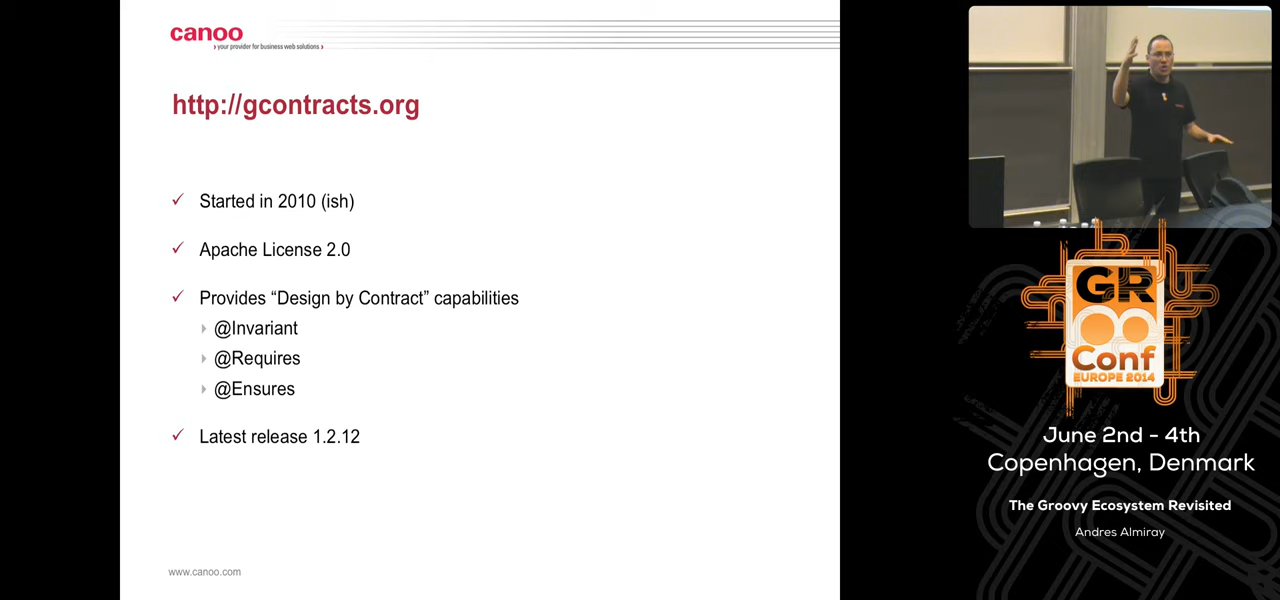 canoo
your provider for business web solutions
http://gcontracts.org
Started in 2010 (ish)
Apache License 2.0
Provides “Design by Contract” capabilities
@Invariant
@Requires
@Ensures
Latest release 1.2.12
www.canoo.com
GR
Conf
EUROPE 2014
June 2nd - 4th
Copenhagen, Denmark
The Groovy Ecosystem Revisited
Andres Almiray